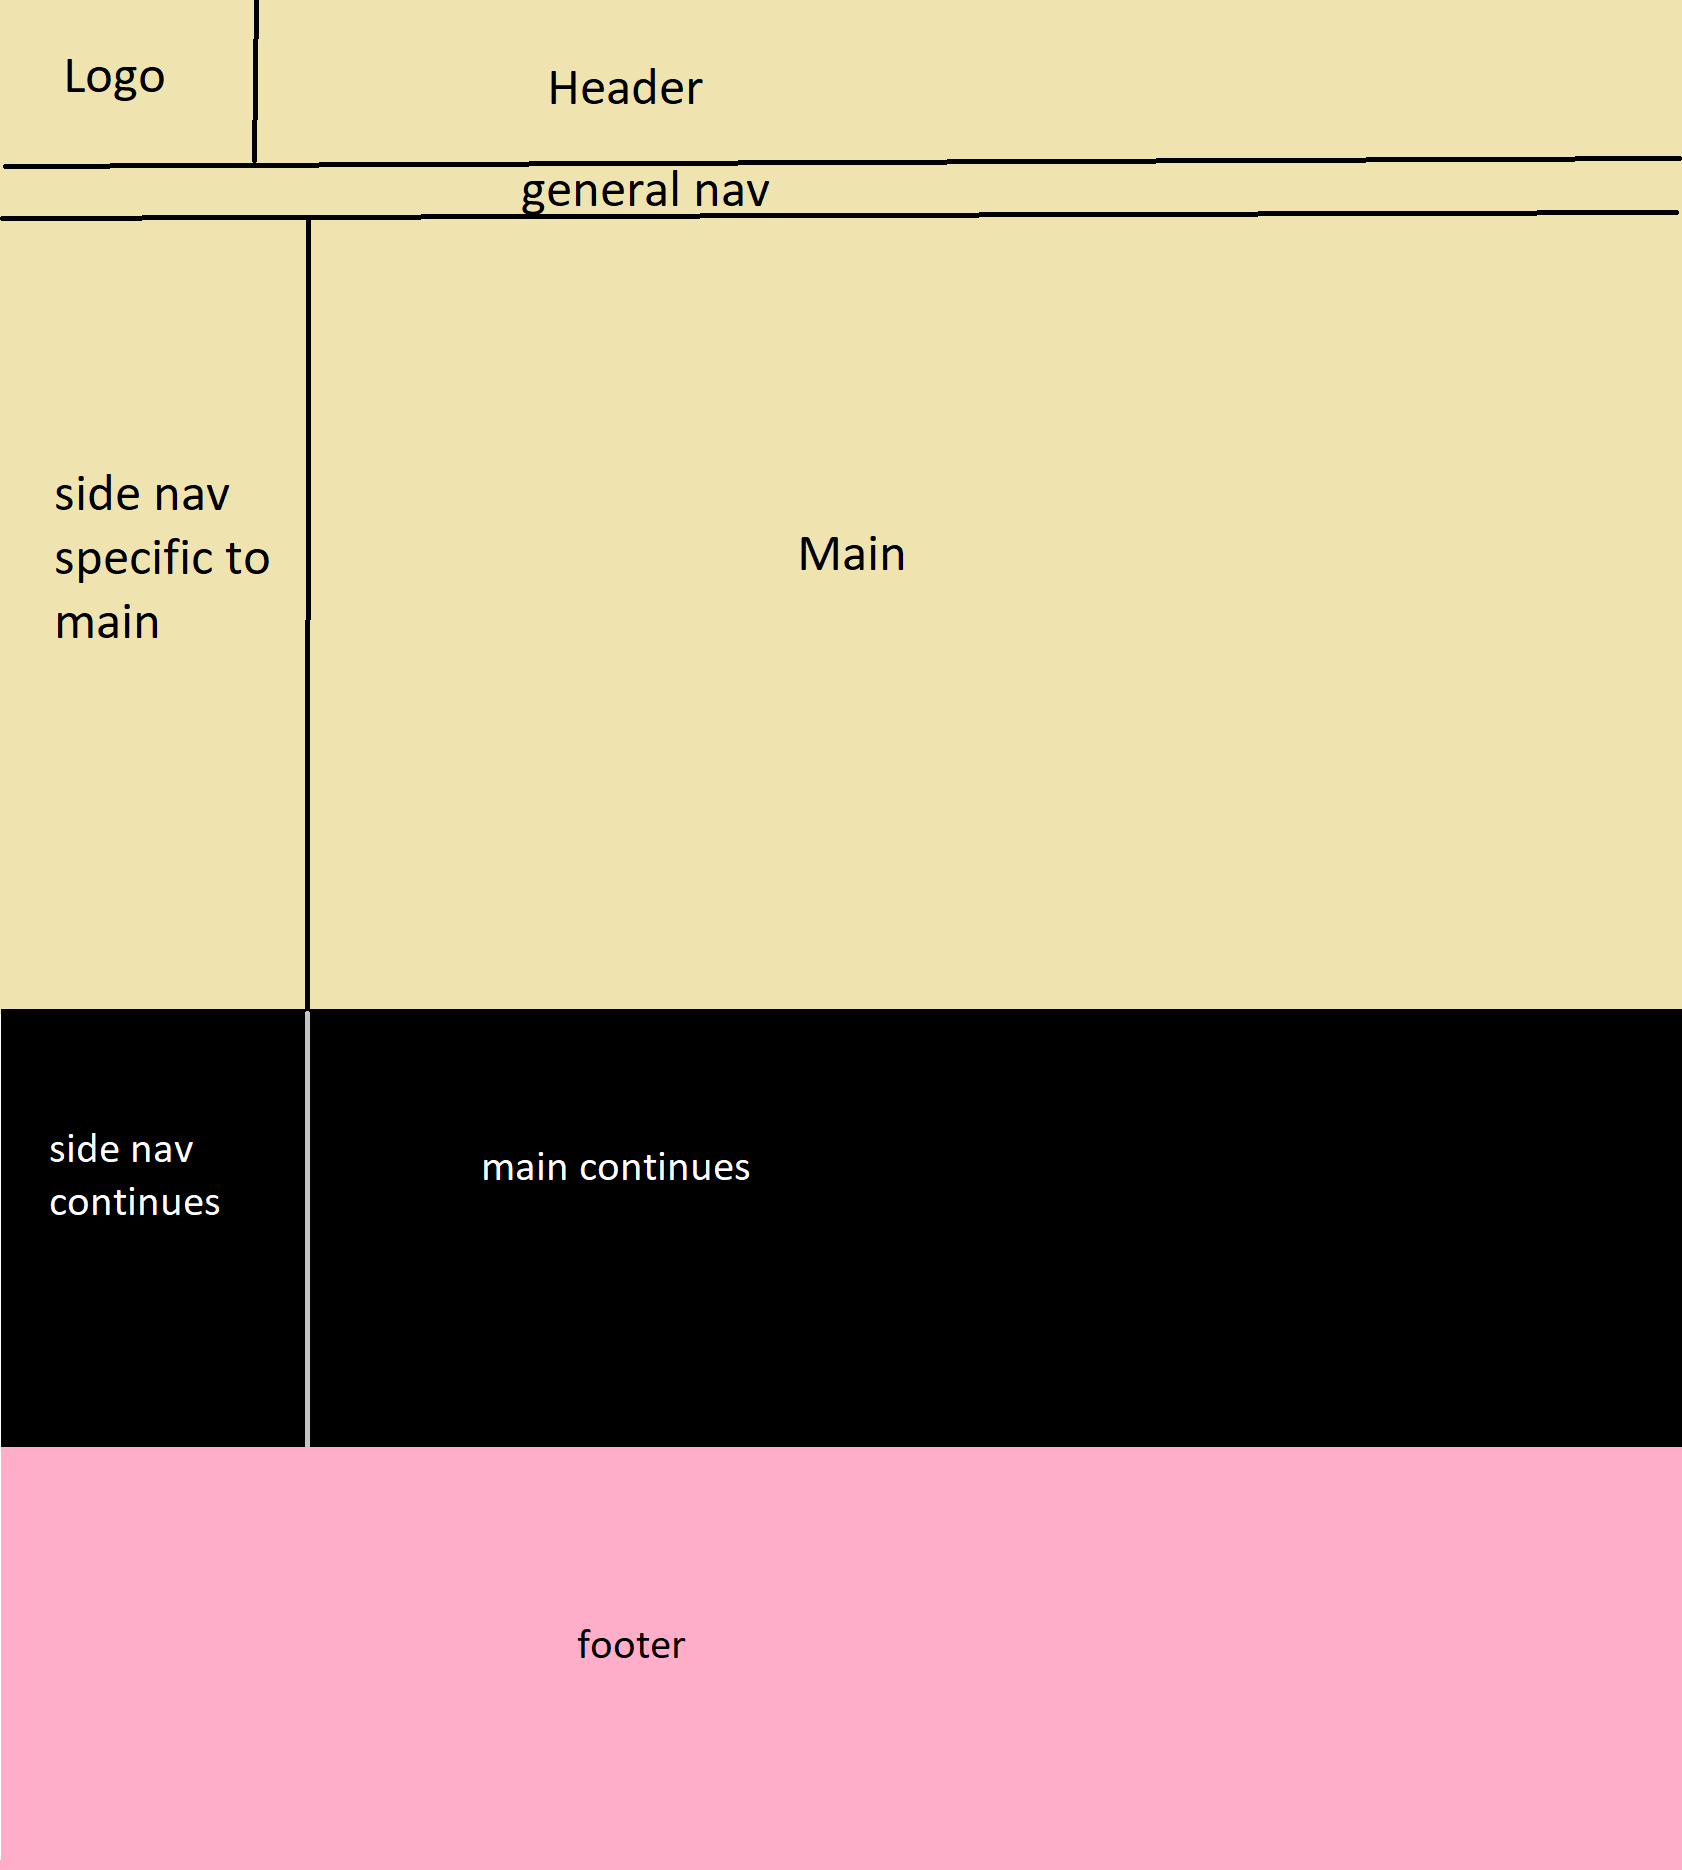 Logo
Header
general nav
side nav
specific to
main
Main
side nav
continues
main continues
footer